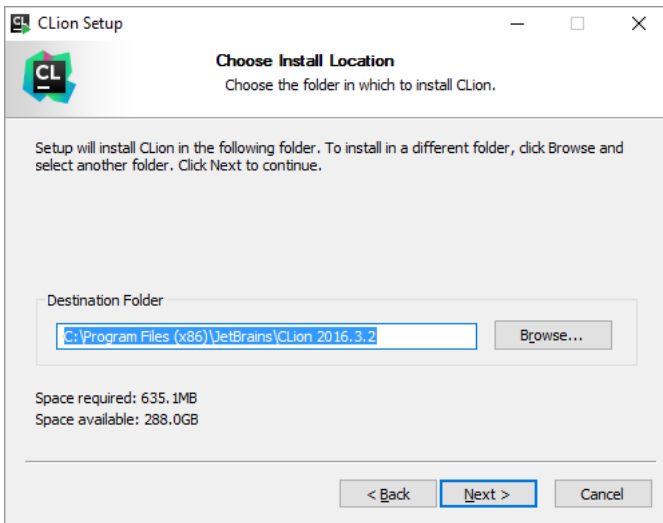 CLion Setup
CL
Choose Install Location
Choose the folder in which to install CLion.
Setup will install CLion in the following folder. To install in a different folder, click Browse and
select another folder. Click Next to continue.
Destination Folder
C:\Program Files (x86)\JetBrains\CLion 2016.3.2
Browse...
Space required: 635.1MB
Space available: 288.0GB
< Back
Next >
Cancel